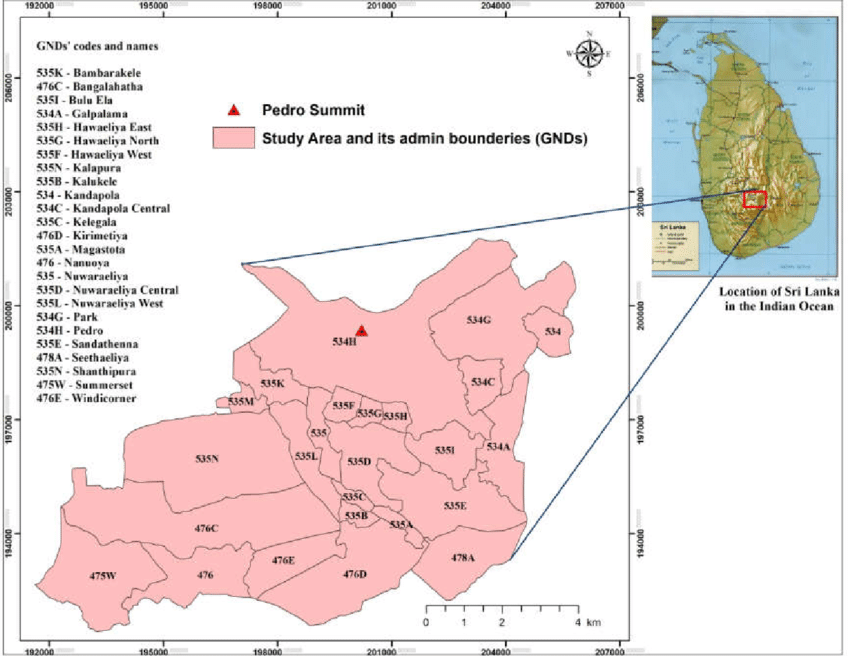 192000 195000 198000 201000 204000 207000
GNDs' codes and names
535K - Bambarakele
476C - Bangalahatha
535I - Bulu Ela
534A - Galpalama
535H - Hawaeliya East
535G - Hawaeliya North
535F - Hawaeliya West
535N - Kalapura
535B - Kalukele
534 - Kandapola
534C - Kandapola Central
535C - Kelegala
476D - Kirimetiya
535A - Magastota
476 - Nanuoya
535 - Nuwaraeliya
535D - Nuwaraeliya Central
535L - Nuwaraeliya West
534G - Park
534H - Pedro
535E - Sandathenna
478A - Seethaeliya
535N - Shanthipura
475W - Summerset
476E - Windicorner
N
W E
S
Pedro Summit
Study Area and its admin bounderies (GNDs)
206000
203000
200000
197000
194000
206000
203000
200000
197000
194000
534G
534
534H
534C
535K
535M
535F
535G
535H
535
534A
535I
535N
535L
535D
535C
535E
535B
535A
476C
478A
476E
475W
476
476D
0 1 2 4 km
192000 195000 198000 201000 204000 207000
Sri Lanka
Location of Sri Lanka
in the Indian Ocean